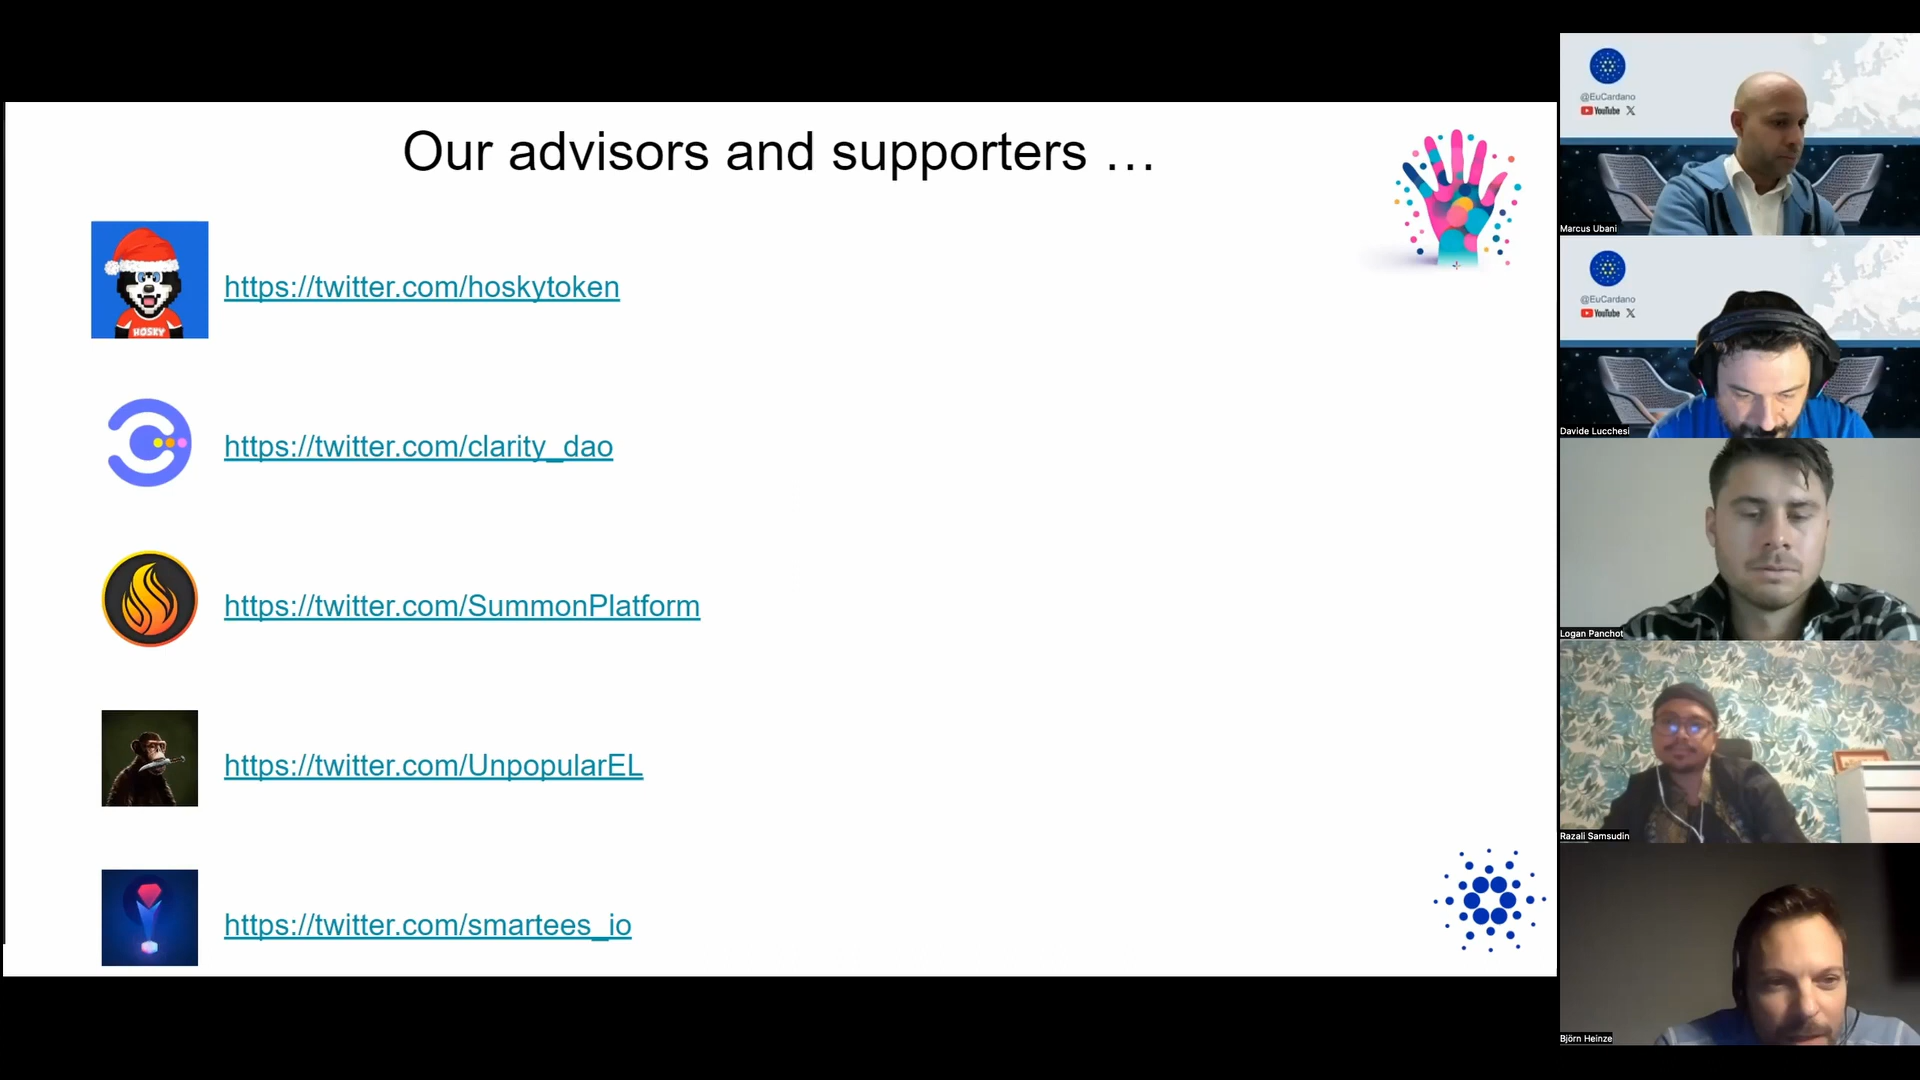 Our advisors and supporters …
HOSKY
https://twitter.com/hoskytoken
https://twitter.com/clarity_dao
https://twitter.com/SummonPlatform
https://twitter.com/UnpopularEL
https://twitter.com/smartees_io
@EuCardano
YouTube X
Marcus Ubani
@EuCardano
YouTube X
Davide Lucchesi
Logan Panchot
Razali Samsudin
Björn Heinze